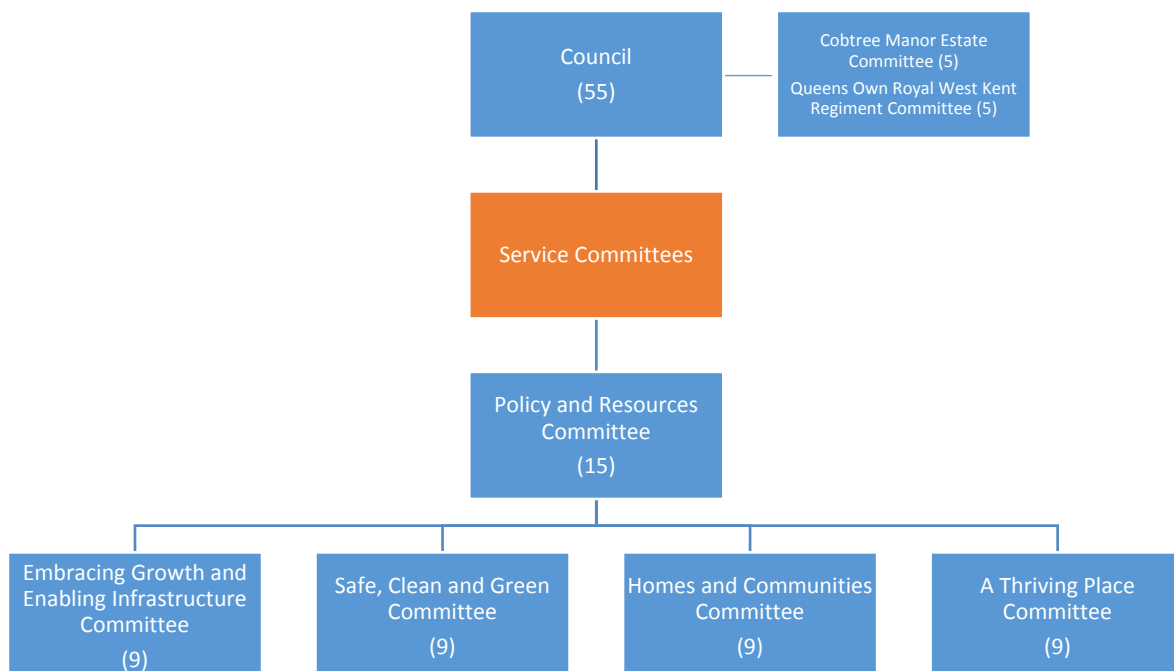 Council
(55)
Cobtree Manor Estate
Committee (5)
Queens Own Royal West Kent
Regiment Committee (5)
Service Committees
Policy and Resources
Committee
(15)
Embracing Growth and
Enabling Infrastructure
Committee
(9)
Safe, Clean and Green
Committee
(9)
Homes and Communities
Committee
(9)
A Thriving Place
Committee
(9)